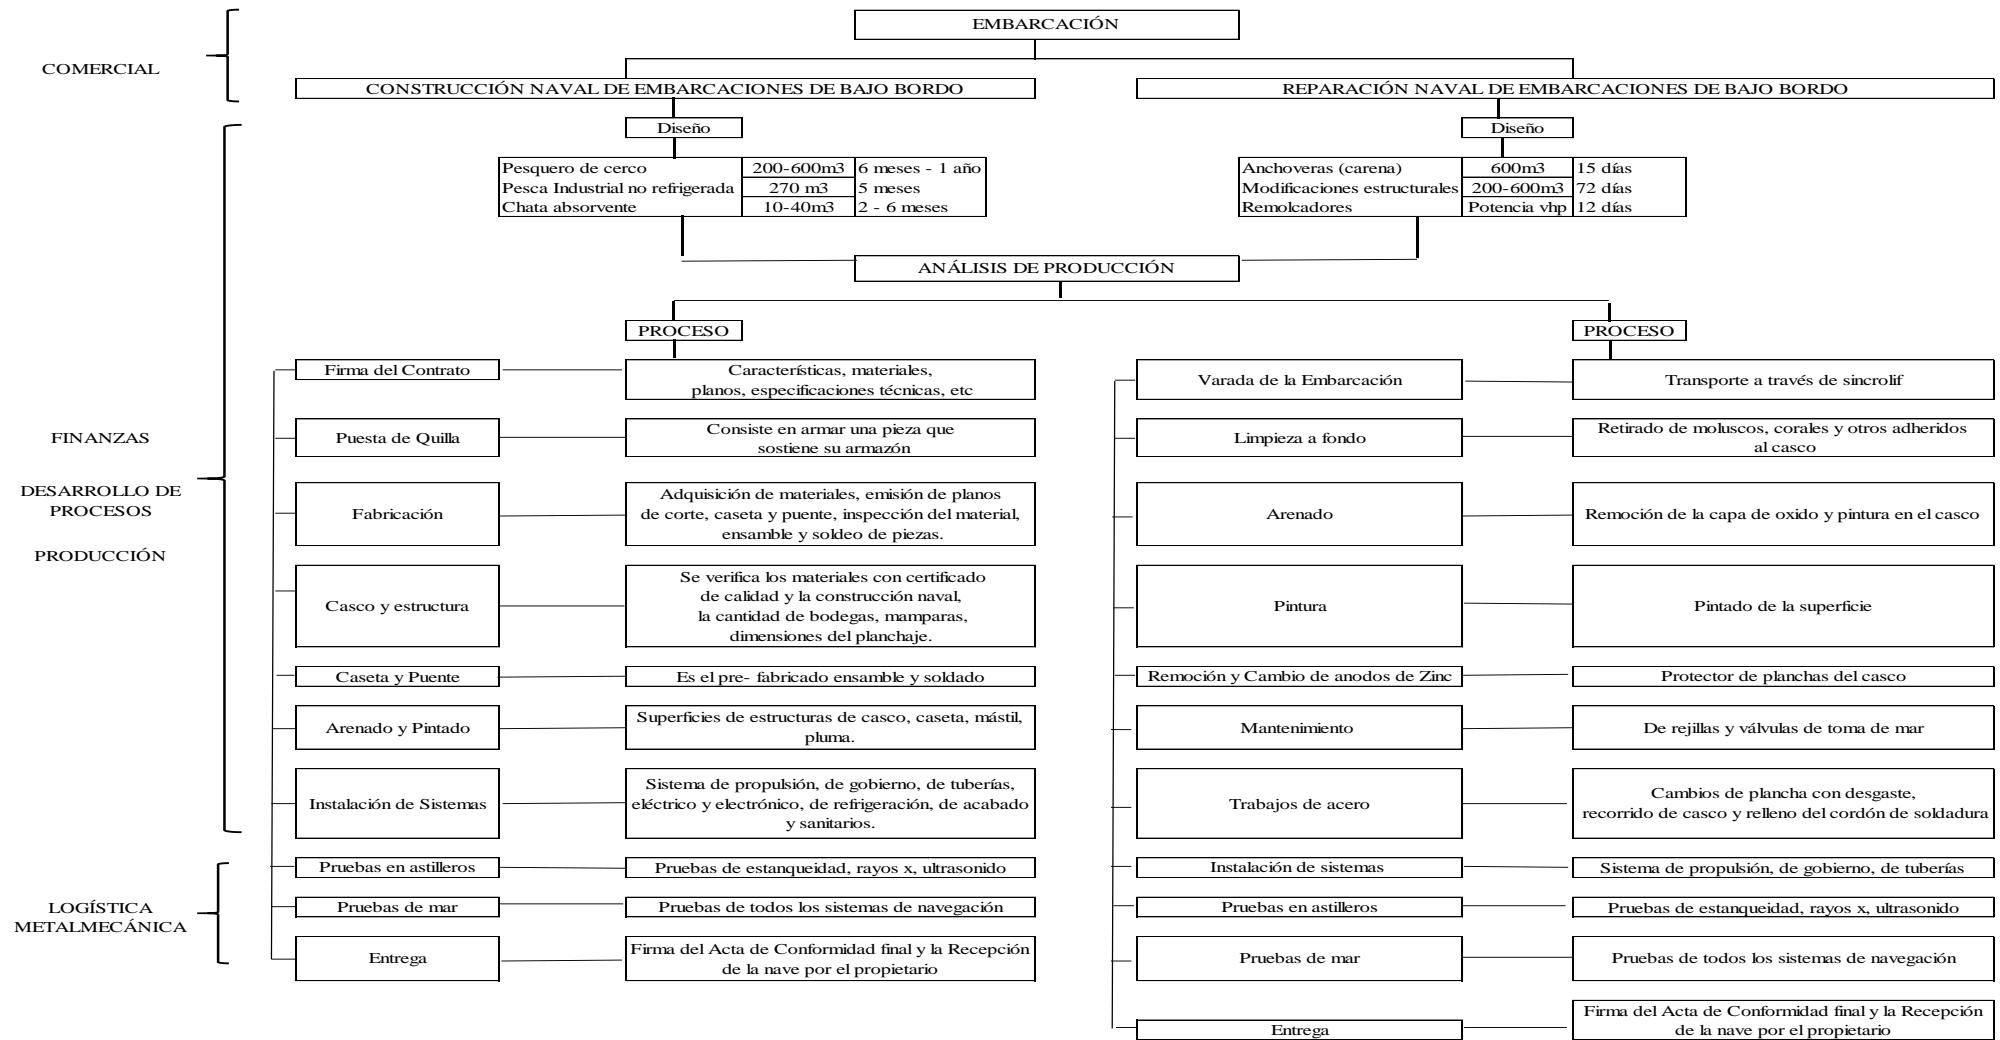 EMBARCACIÓN
COMERCIAL
CONSTRUCCIÓN NAVAL DE EMBARCACIONES DE BAJO BORDO
REPARACIÓN NAVAL DE EMBARCACIONES DE BAJO BORDO
Diseño
Diseño
Pesquero de cerco 200-600m3 6 meses - 1 año
Pesca Industrial no refrigerada 270 m3 5 meses
Chata absorvente 10-40m3 2 - 6 meses
Anchoveras (carena) 600m3 15 días
Modificaciones estructurales 200-600m3 72 días
Remolcadores Potencia vhp 12 días
ANÁLISIS DE PRODUCCIÓN
PROCESO
PROCESO
FINANZAS
DESARROLLO DE
PROCESOS
PRODUCCIÓN
LOGÍSTICA
METALMECÁNICA
Firma del Contrato
Características, materiales,
planos, especificaciones técnicas, etc
Puesta de Quilla
Consiste en armar una pieza que
sostiene su armazón
Fabricación
Adquisición de materiales, emisión de planos
de corte, caseta y puente, inspección del material,
ensamble y soldeo de piezas.
Casco y estructura
Se verifica los materiales con certificado
de calidad y la construcción naval,
la cantidad de bodegas, mamparas,
dimensiones del planchaje.
Caseta y Puente
Es el pre- fabricado ensamble y soldado
Arenado y Pintado
Superficies de estructuras de casco, caseta, mástil,
pluma.
Instalación de Sistemas
Sistema de propulsión, de gobierno, de tuberías,
eléctrico y electrónico, de refrigeración, de acabado
y sanitarios.
Pruebas en astilleros
Pruebas de estanqueidad, rayos x, ultrasonido
Pruebas de mar
Pruebas de todos los sistemas de navegación
Entrega
Firma del Acta de Conformidad final y la Recepción
de la nave por el propietario
Varada de la Embarcación
Transporte a través de sincrolif
Limpieza a fondo
Retirado de moluscos, corales y otros adheridos
al casco
Arenado
Remoción de la capa de oxido y pintura en el casco
Pintura
Pintado de la superficie
Remoción y Cambio de anodos de Zinc
Protector de planchas del casco
Mantenimiento
De rejillas y válvulas de toma de mar
Trabajos de acero
Cambios de plancha con desgaste,
recorrido de casco y relleno del cordón de soldadura
Instalación de sistemas
Sistema de propulsión, de gobierno, de tuberías
Pruebas en astilleros
Pruebas de estanqueidad, rayos x, ultrasonido
Pruebas de mar
Pruebas de todos los sistemas de navegación
Entrega
Firma del Acta de Conformidad final y la Recepción
de la nave por el propietario